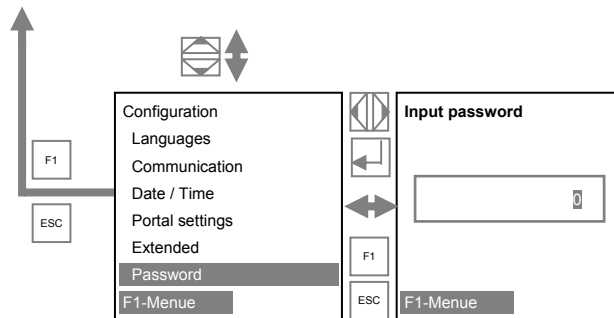 F1
ESC
Configuration
Languages
Communication
Date / Time
Portal settings
Extended
Password
F1-Menue
F1
ESC
Input password
0
F1-Menue